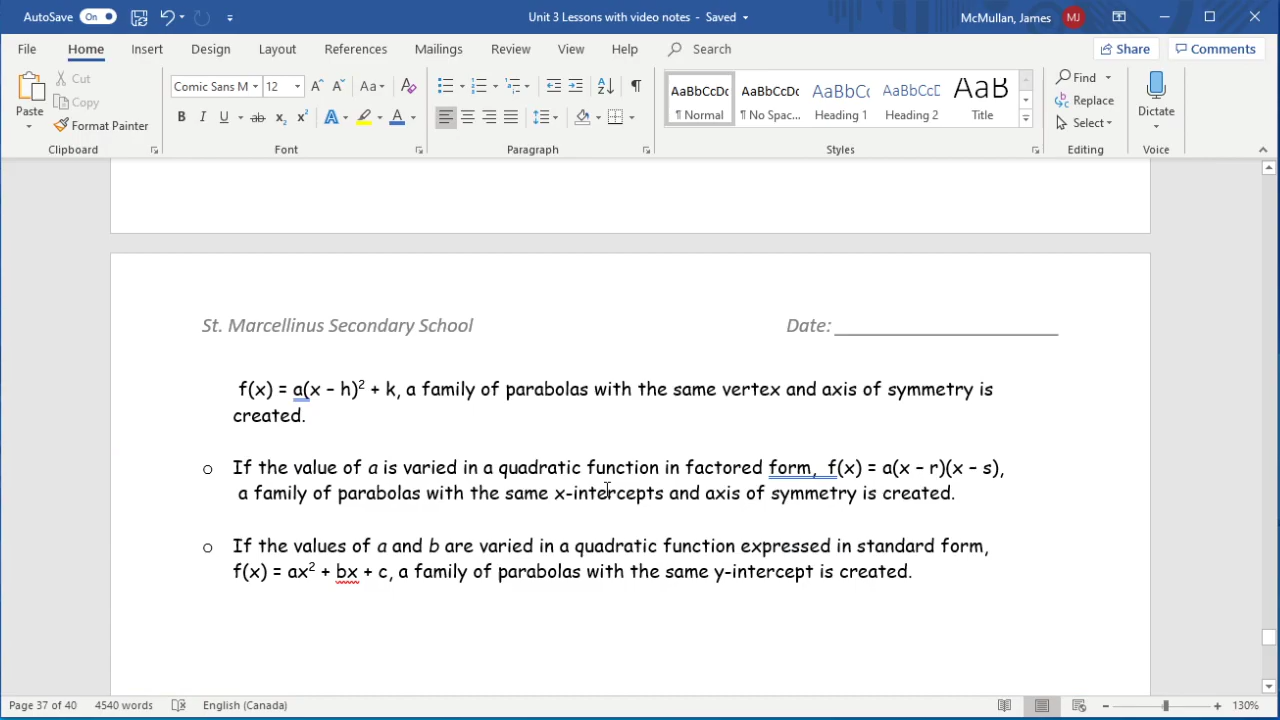 AutoSave On Unit 3 Lessons with video notes - Saved McMullan, James MJ
File Home Insert Design Layout References Mailings Review View Help Search Share Comments
Paste Cut Copy Format Painter
Comic Sans M 12 Aa
B I U ab x₂ x² A A
AaBbCcDc ¶ Normal AaBbCcDc ¶ No Spac... AaBbCc Heading 1 AaBbCcD Heading 2 AaB Title
Find Replace Select Dictate
Clipboard Font Paragraph Styles Editing Voice
St. Marcellinus Secondary School Date: ______________________
f(x) = a(x – h)² + k, a family of parabolas with the same vertex and axis of symmetry is
created.
o If the value of a is varied in a quadratic function in factored form, f(x) = a(x – r)(x – s),
a family of parabolas with the same x-intercepts and axis of symmetry is created.
o If the values of a and b are varied in a quadratic function expressed in standard form,
f(x) = ax² + bx + c, a family of parabolas with the same y-intercept is created.
Page 37 of 40 4540 words English (Canada) 130%